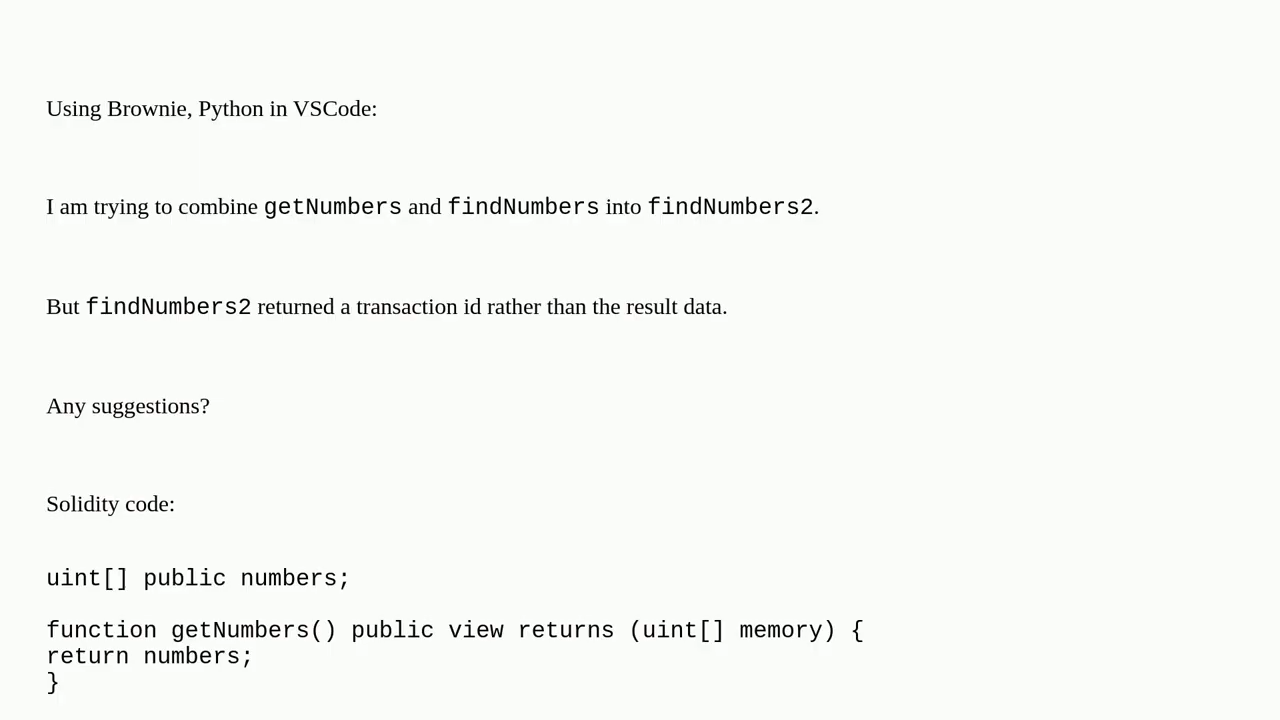 Using Brownie, Python in VSCode:
I am trying to combine getNumbers and findNumbers into findNumbers2.
But findNumbers2 returned a transaction id rather than the result data.
Any suggestions?
Solidity code:
uint[] public numbers;
function getNumbers() public view returns (uint[] memory) {
return numbers;
}